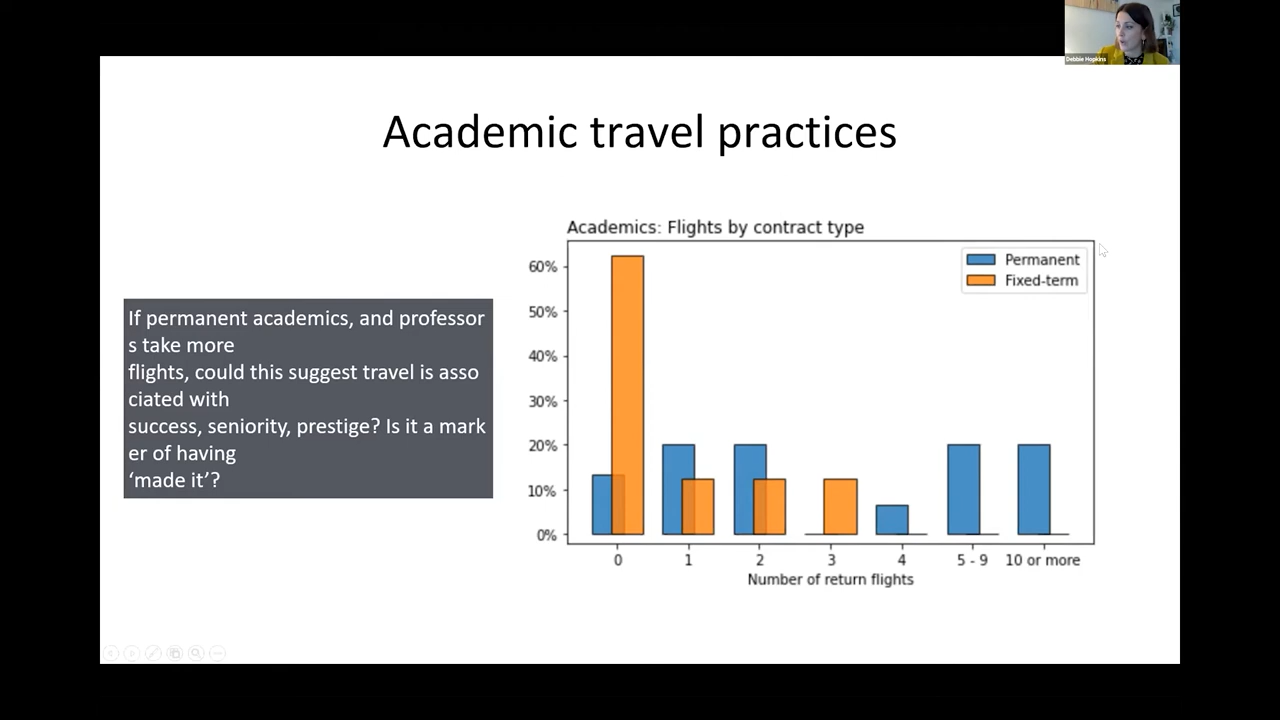 Debbie Hopkins
Academic travel practices
If permanent academics, and professor
s take more
flights, could this suggest travel is asso
ciated with
success, seniority, prestige? Is it a mark
er of having
‘made it’?
Academics: Flights by contract type
Permanent
Fixed-term
60%
50%
40%
30%
20%
10%
0%
0 1 2 3 4 5 - 9 10 or more
Number of return flights